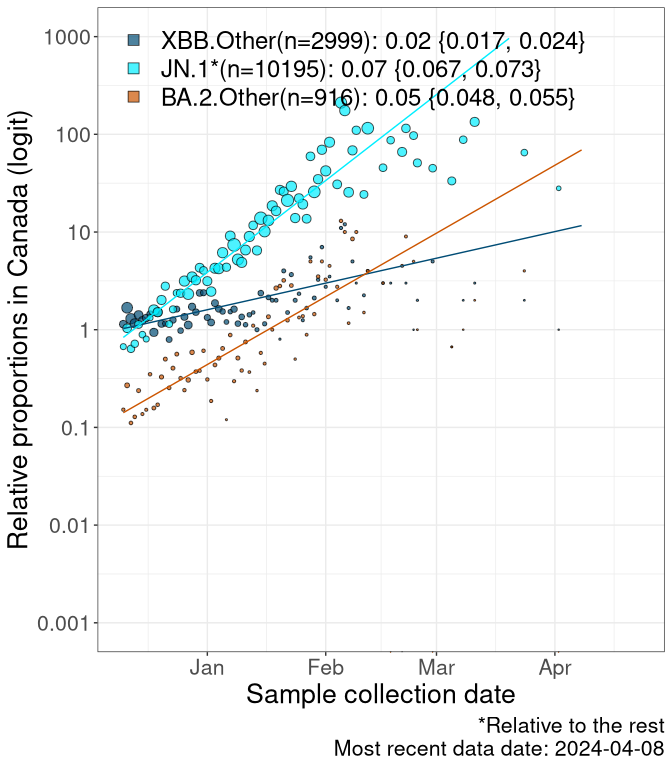 XBB.Other(n=2999): 0.02 {0.017, 0.024}
JN.1*(n=10195): 0.07 {0.067, 0.073}
BA.2.Other(n=916): 0.05 {0.048, 0.055}
Relative proportions in Canada (logit)
1000
100
10
1
0.1
0.01
0.001
Jan Feb Mar Apr
Sample collection date
*Relative to the rest
Most recent data date: 2024-04-08